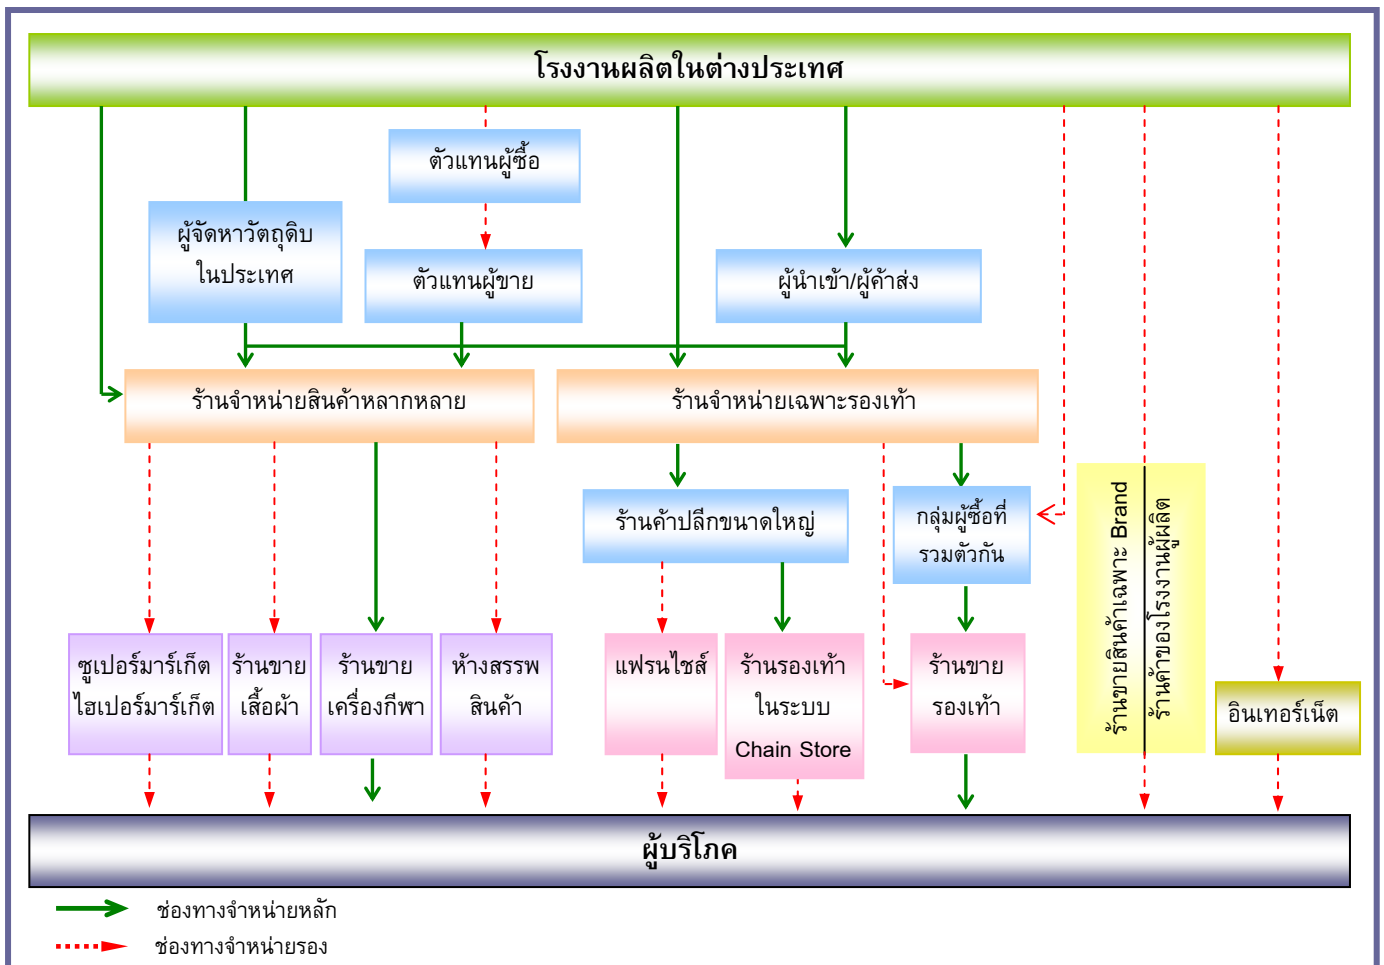 โรงงานผลิตในต่างประเทศ
ตัวแทนผู้ซื้อ
ผู้จัดหาวัตถุดิบ
ในประเทศ
ตัวแทนผู้ขาย
ผู้นำเข้า/ผู้ค้าส่ง
ร้านจำหน่ายสินค้าหลากหลาย
ร้านจำหน่ายเฉพาะรองเท้า
ร้านค้าปลีกขนาดใหญ่
กลุ่มผู้ซื้อที่
รวมตัวกัน
ร้านขายสินค้าเฉพาะ Brand
ร้านค้าของโรงงานผู้ผลิต
ซูเปอร์มาร์เก็ต
ไฮเปอร์มาร์เก็ต
ร้านขาย
เสื้อผ้า
ร้านขาย
เครื่องกีฬา
ห้างสรรพ
สินค้า
แฟรนไชส์
ร้านรองเท้า
ในระบบ
Chain Store
ร้านขาย
รองเท้า
อินเทอร์เน็ต
ผู้บริโภค
ช่องทางจำหน่ายหลัก
ช่องทางจำหน่ายรอง